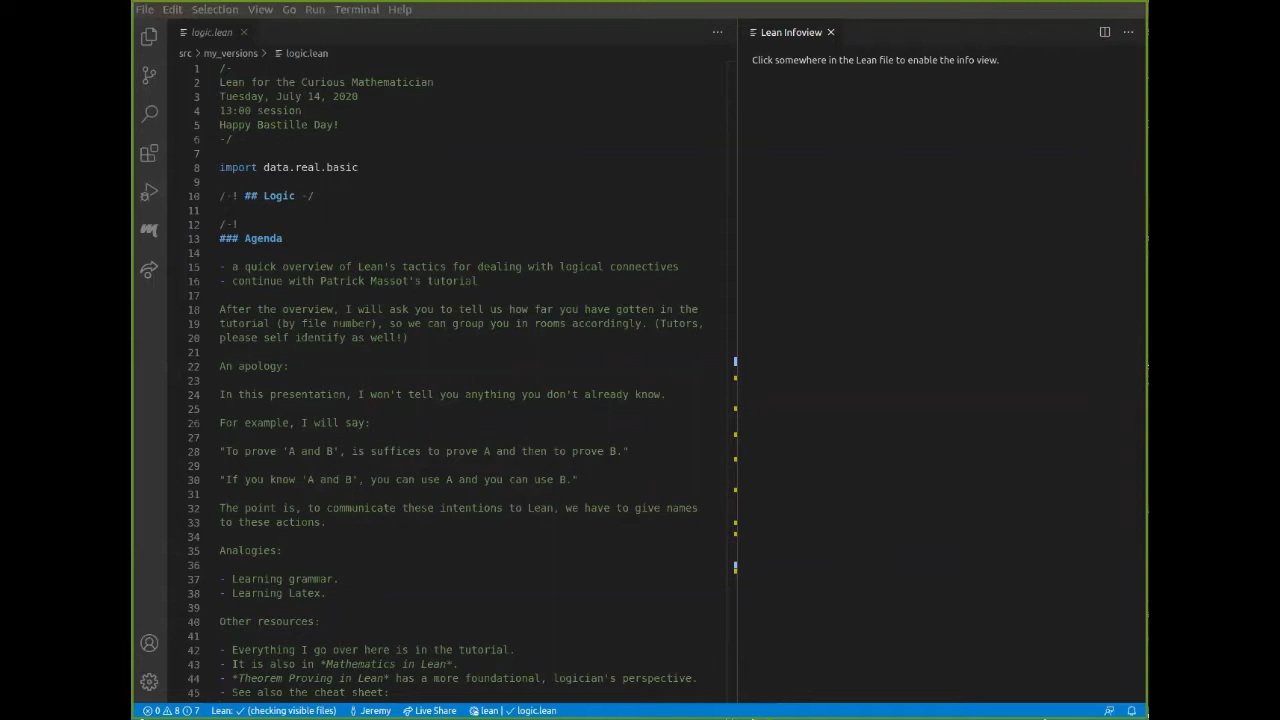 File Edit Selection View Go Run Terminal Help
logic.lean
Lean Infoview
src > my_versions > logic.lean
Click somewhere in the Lean file to enable the info view.
1 /-
2 Lean for the Curious Mathematician
3 Tuesday, July 14, 2020
4 13:00 session
5 Happy Bastille Day!
6 -/
7
8 import data.real.basic
9
10 /-! ## Logic -/
11
12 /-!
13 ### Agenda
14
15 - a quick overview of Lean's tactics for dealing with logical connectives
16 - continue with Patrick Massot's tutorial
17
18 After the overview, I will ask you to tell us how far you have gotten in the
19 tutorial (by file number), so we can group you in rooms accordingly. (Tutors,
20 please self identify as well!)
21
22 An apology:
23
24 In this presentation, I won't tell you anything you don't already know.
25
26 For example, I will say:
27
28 "To prove 'A and B', is suffices to prove A and then to prove B."
29
30 "If you know 'A and B', you can use A and you can use B."
31
32 The point is, to communicate these intentions to Lean, we have to give names
33 to these actions.
34
35 Analogies:
36
37 - Learning grammar.
38 - Learning Latex.
39
40 Other resources:
41
42 - Everything I go over here is in the tutorial.
43 - It is also in *Mathematics in Lean*.
44 - *Theorem Proving in Lean* has a more foundational, logician's perspective.
45 - See also the cheat sheet:
0 8 7 Lean: ✓ (checking visible files) Jeremy Live Share lean | ✓ logic.lean